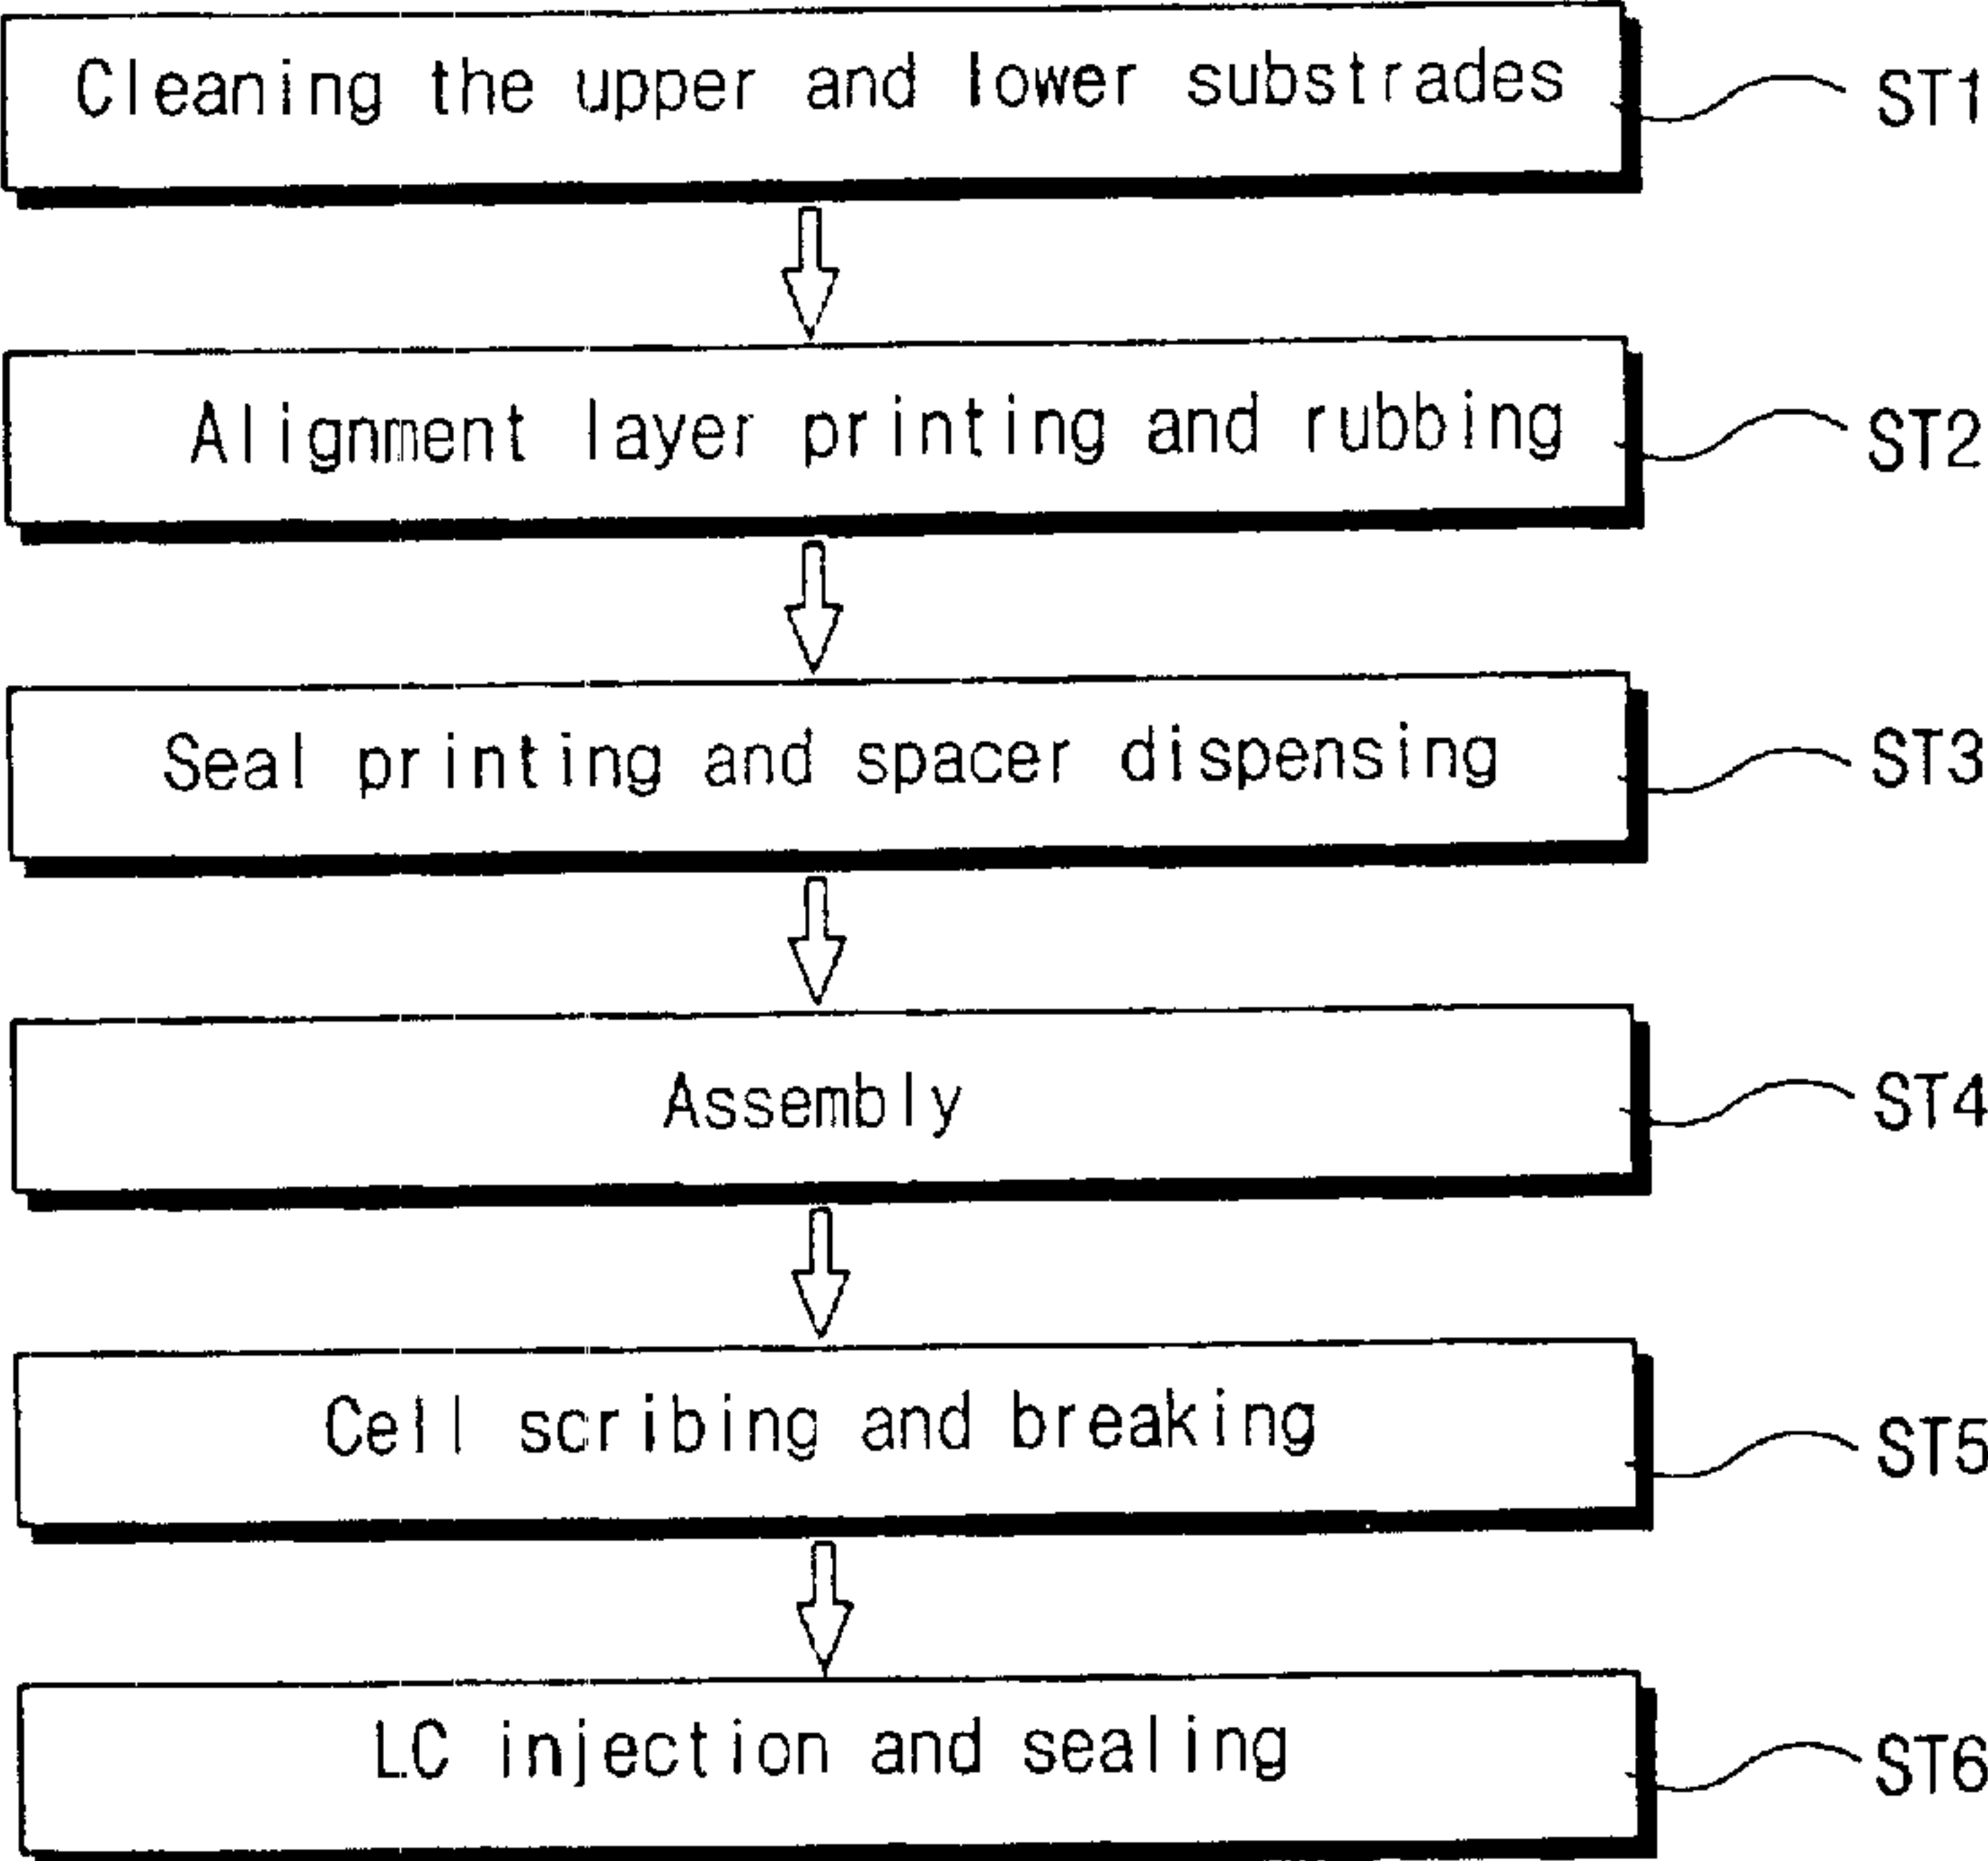 Cleaning the upper and lower substrades
ST1
Alignment layer printing and rubbing
ST2
Seal printing and spacer dispensing
ST3
Assembly
ST4
Cell scribing and breaking
ST5
LC injection and sealing
ST6